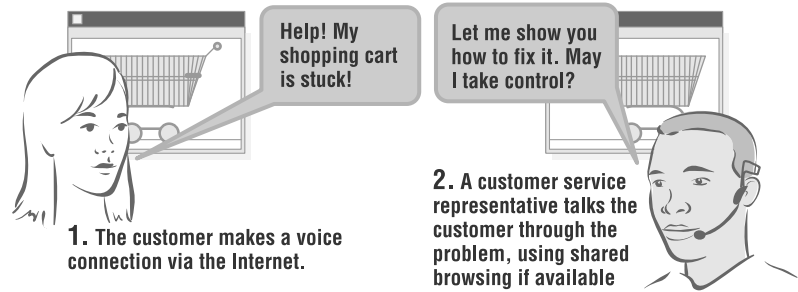 Help! My
shopping cart
is stuck!
1. The customer makes a voice
connection via the Internet.
Let me show you
how to fix it. May
I take control?
2. A customer service
representative talks the
customer through the
problem, using shared
browsing if available